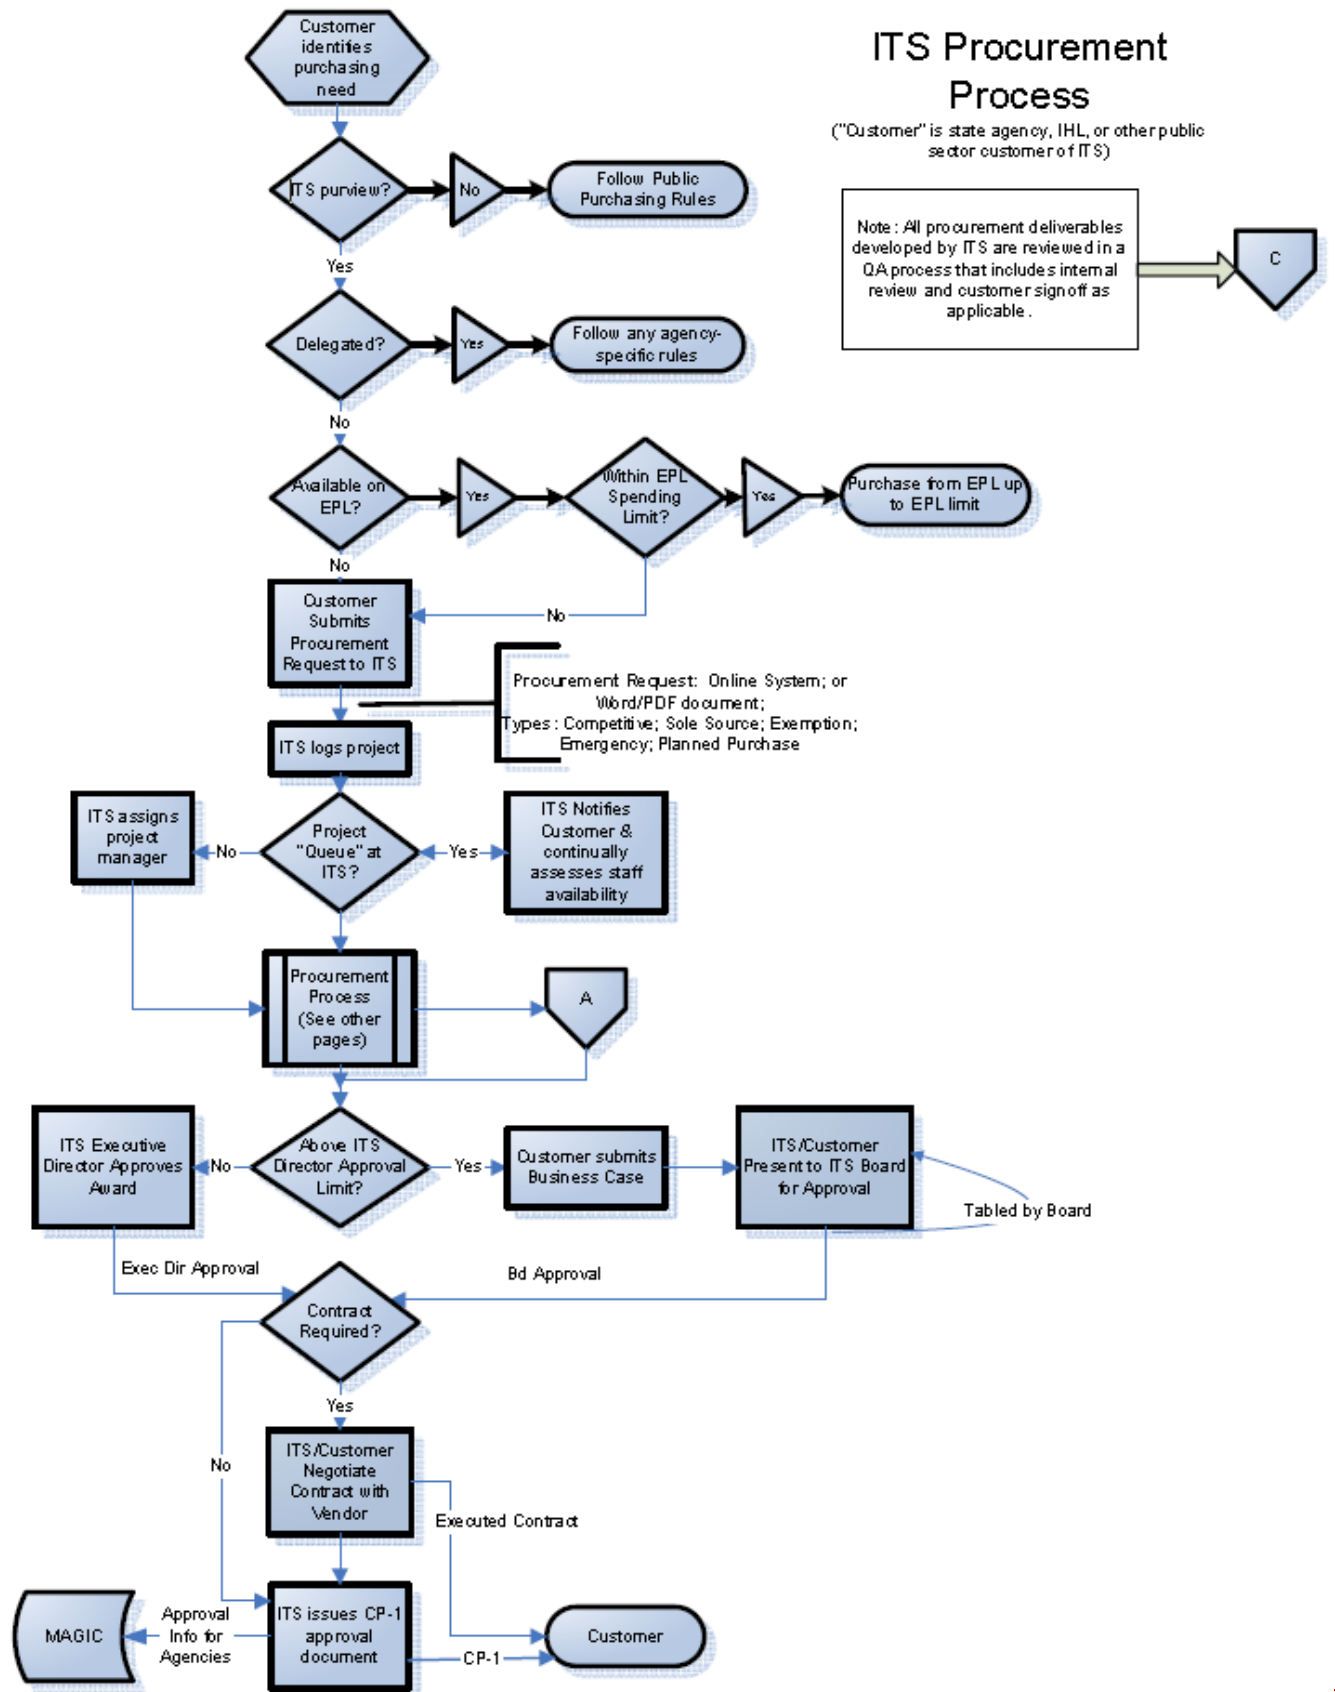 Customer
identifies
purchasing
need
ITS Procurement
Process
("Customer" is state agency, IHL, or other public
sector customer of ITS)
ITS purview?
No
Follow Public
Purchasing Rules
Note: All procurement deliverables
developed by ITS are reviewed in a
QA process that includes internal
review and customer signoff as
applicable.
C
Yes
Delegated?
Yes
Follow any agency-
specific rules
No
Available on
EPL?
Yes
Within EPL
Spending
Limit?
Yes
Purchase from EPL up
to EPL limit
No
Customer
Submits
Procurement
Request to ITS
No
Procurement Request: Online System; or
Word/PDF document;
Types: Competitive; Sole Source; Exemption;
Emergency; Planned Purchase
ITS logs project
ITS assigns
project
manager
No
Project
"Queue" at
ITS?
Yes
ITS Notifies
Customer &
continually
assesses staff
availability
Procurement
Process
(See other
pages)
A
ITS Executive
Director Approves
Award
No
Above ITS
Director Approval
Limit?
Yes
Customer submits
Business Case
ITS/Customer
Present to ITS Board
for Approval
Tabled by Board
Exec Dir Approval
Bd Approval
Contract
Required?
Yes
No
ITS/Customer
Negotiate
Contract with
Vendor
Executed Contract
MAGIC
Approval
Info for
Agencies
ITS issues CP-1
approval
document
CP-1
Customer